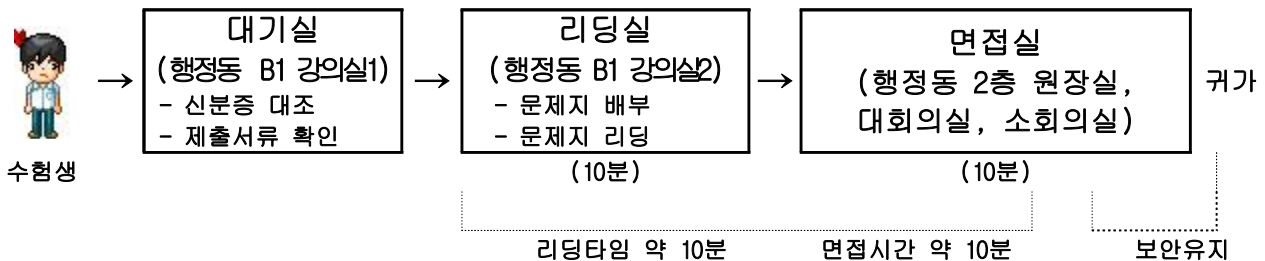 수험생
→
대기실
(행정동 B1 강의실1)
- 신분증 대조
- 제출서류 확인
→
리딩실
(행정동 B1 강의실2)
- 문제지 배부
- 문제지 리딩
(10분)
→
면접실
(행정동 2층 원장실,
대회의실, 소회의실)
(10분)
귀가
리딩타임 약 10분
면접시간 약 10분
보안유지